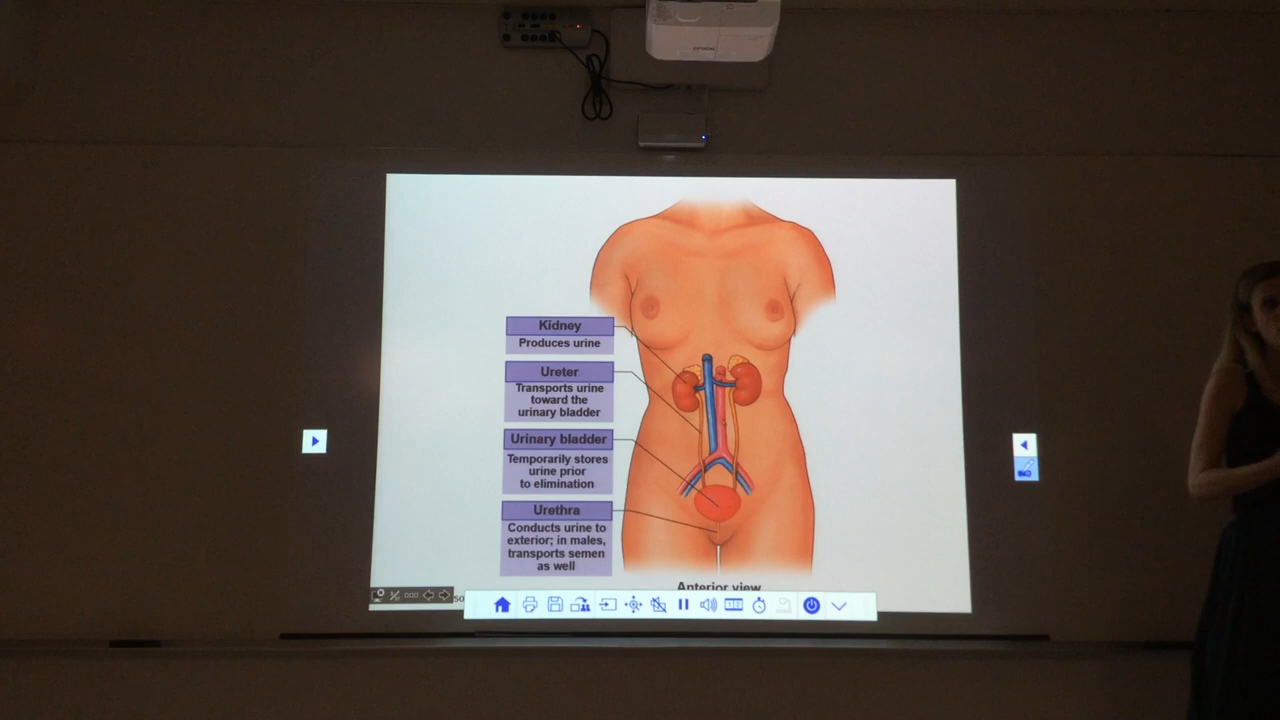 EPSON
Kidney
Produces urine
Ureter
Transports urine
toward the
urinary bladder
Urinary bladder
Temporarily stores
urine prior
to elimination
Urethra
Conducts urine to
exterior; in males,
transports semen
as well
Anterior view